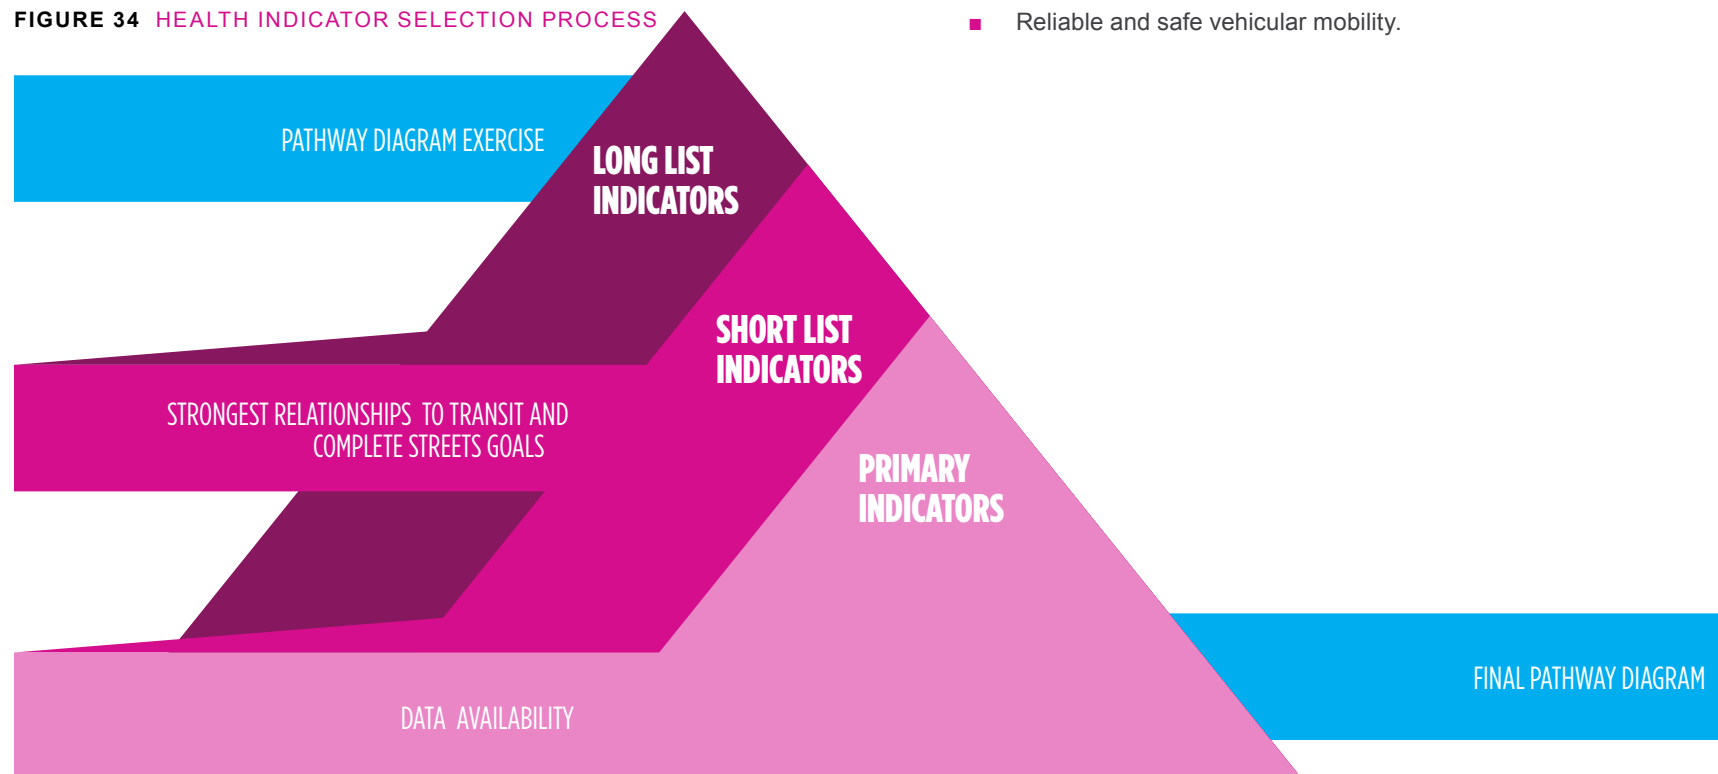 FIGURE 34 HEALTH INDICATOR SELECTION PROCESS
■ Reliable and safe vehicular mobility.
PATHWAY DIAGRAM EXERCISE
LONG LIST
INDICATORS
SHORT LIST
INDICATORS
STRONGEST RELATIONSHIPS TO TRANSIT AND
COMPLETE STREETS GOALS
PRIMARY
INDICATORS
FINAL PATHWAY DIAGRAM
DATA AVAILABILITY